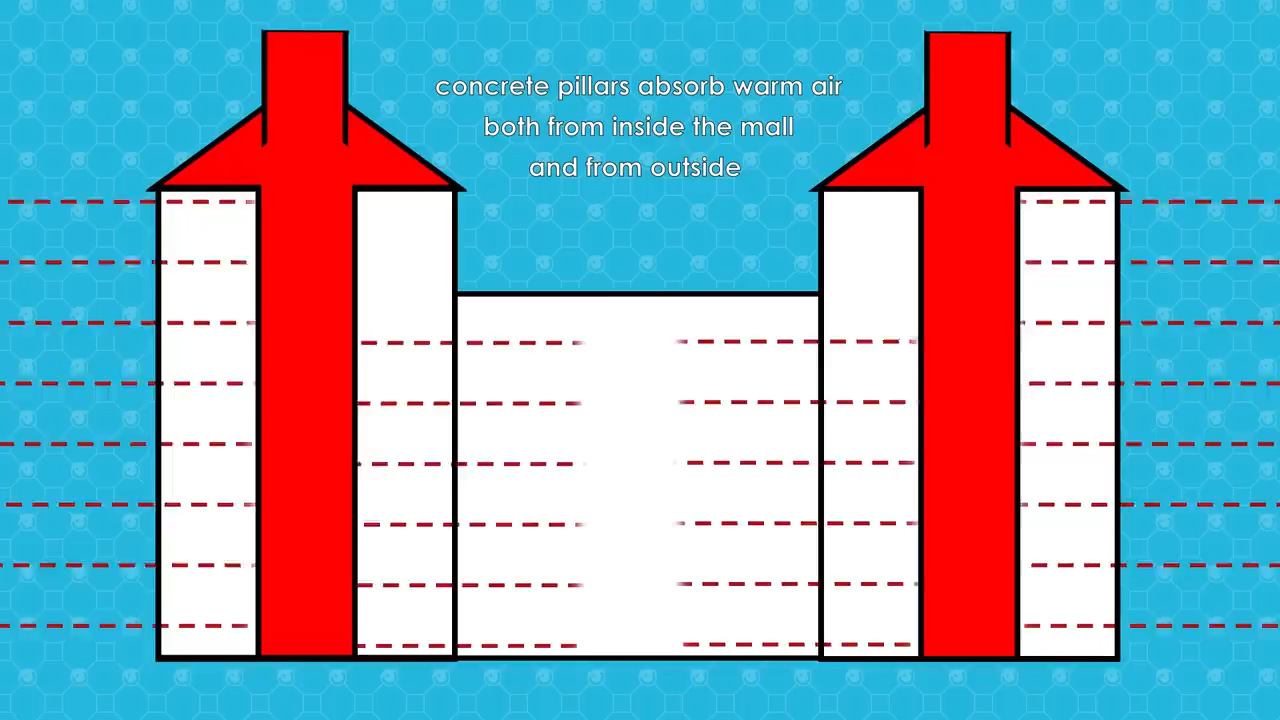 concrete pillars absorb warm air
both from inside the mall
and from outside